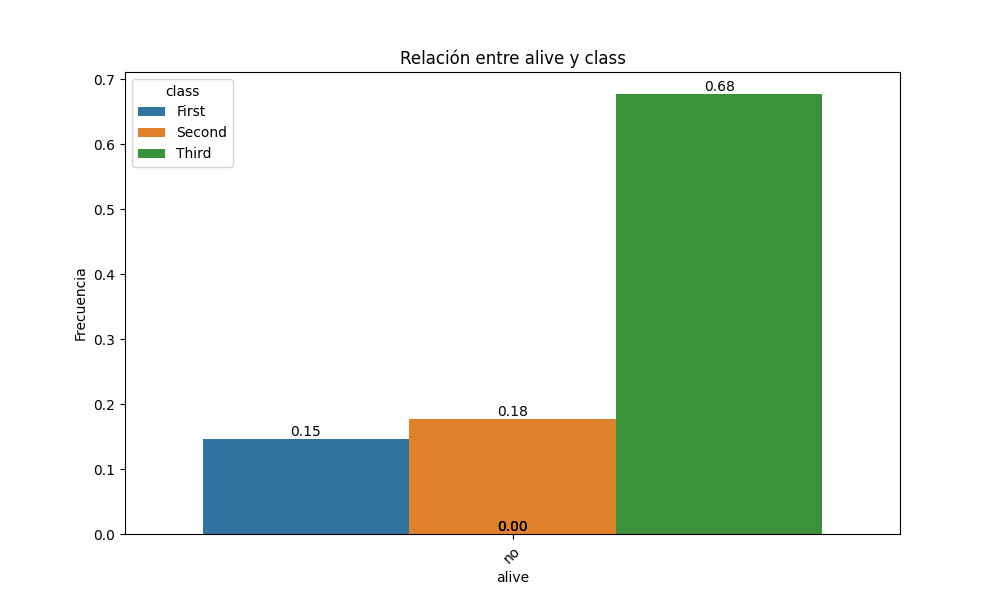 Relación entre alive y class
class
First
Second
Third
0.7
0.6
0.5
0.4
0.3
0.2
0.1
0.0
Frecuencia
0.15
0.18
0.68
0.00
no
alive